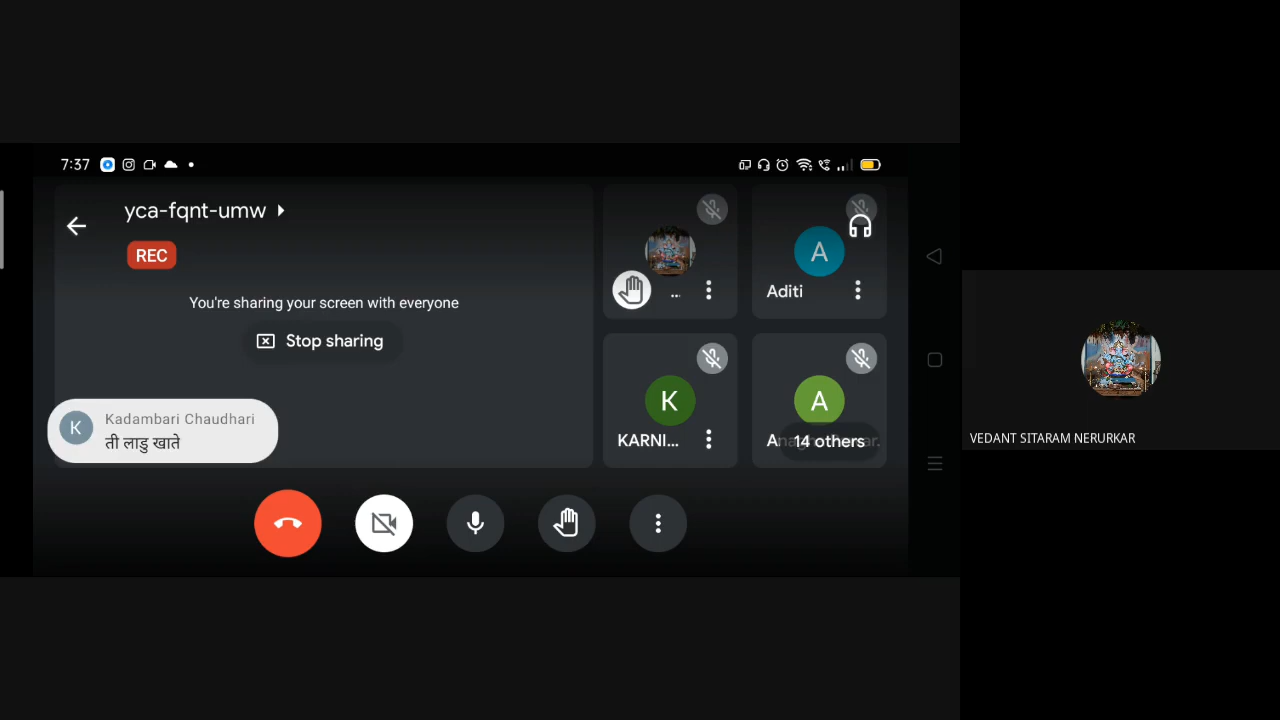 7:37
yca-fqnt-umw
REC
You're sharing your screen with everyone
Stop sharing
A
Aditi
Kadambari Chaudhari
K
ती लाडु खाते
K
KARNI...
A
14 others
VEDANT SITARAM NERURKAR